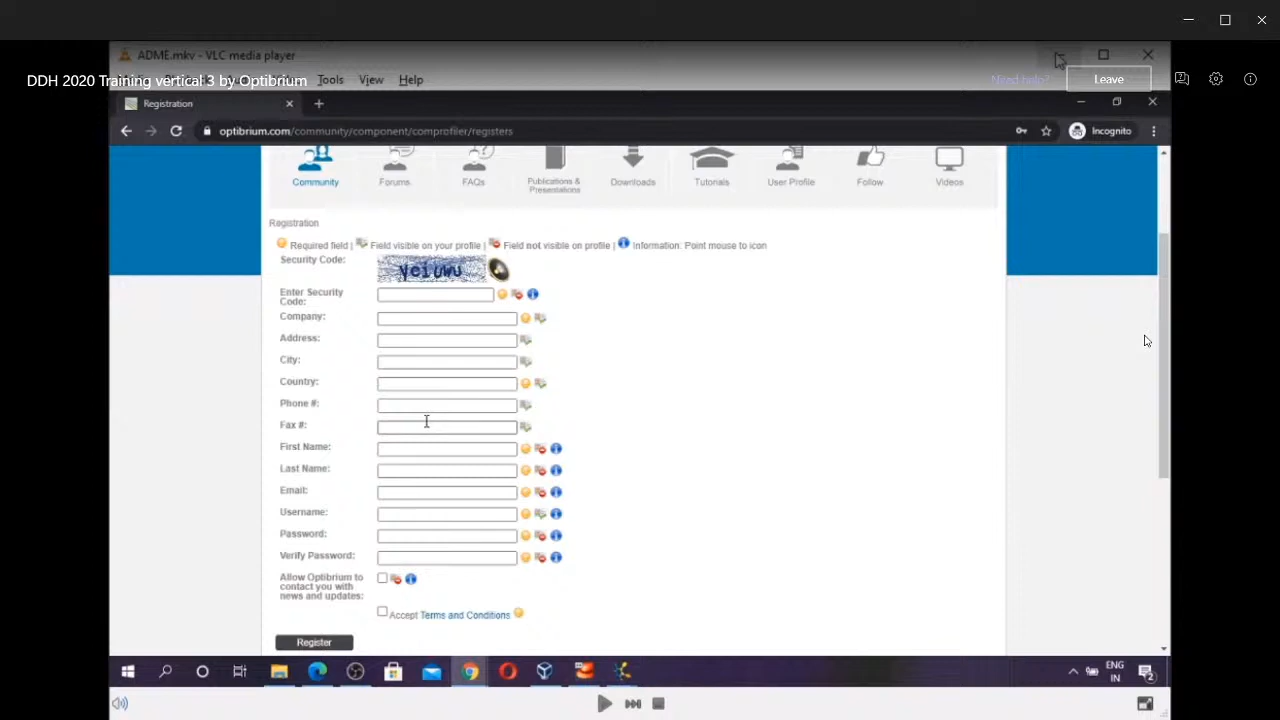 ADME.mkv - VLC media player
DDH 2020 Training vertical 3 by Optibrium
Tools View Help
Need help?
Leave
Registration
optibrium.com/community/component/comprofiler/registers
Incognito
Community
Forums
FAQs
Publications & Presentations
Downloads
Tutorials
User Profile
Follow
Videos
Registration
Required field | Field visible on your profile | Field not visible on profile | Information: Point mouse to icon
Security Code:
yeiuwu
Enter Security
Code:
Company:
Address:
City:
Country:
Phone #:
Fax #:
First Name:
Last Name:
Email:
Username:
Password:
Verify Password:
Allow Optibrium to
contact you with
news and updates:
Accept Terms and Conditions
Register
ENG
IN
2